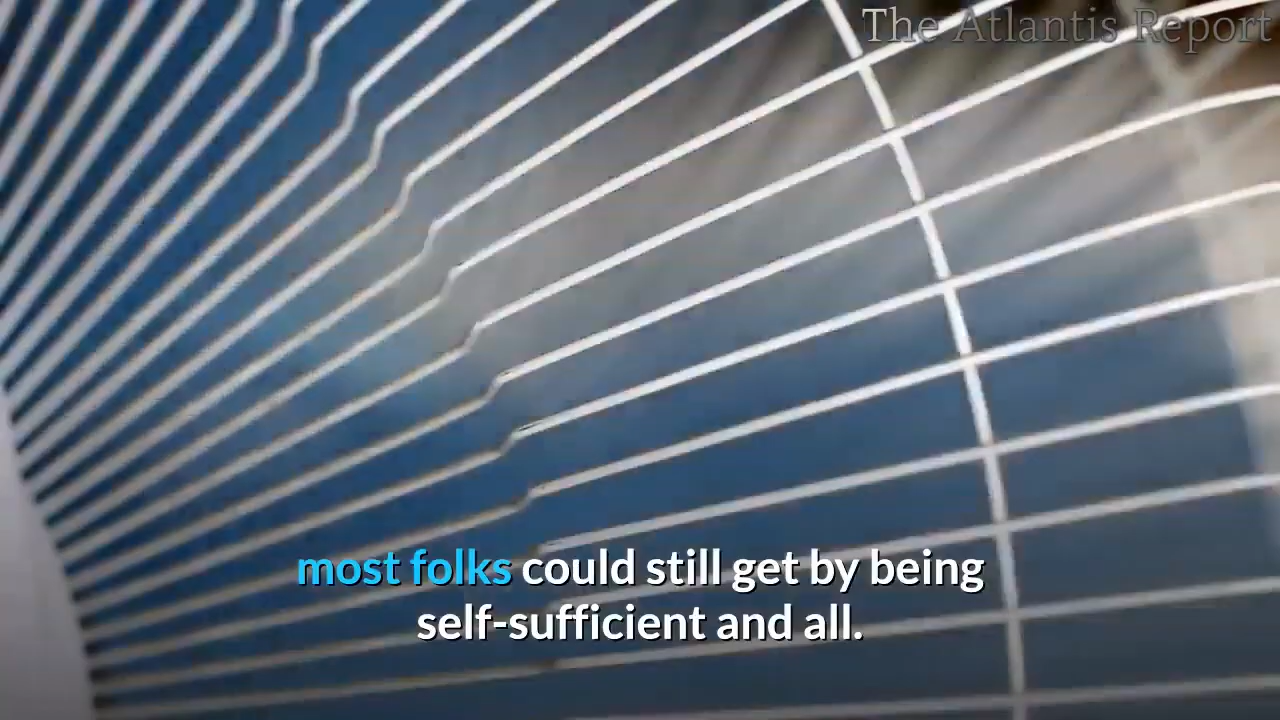 The Atlantis Report
most folks could still get by being
self-sufficient and all.